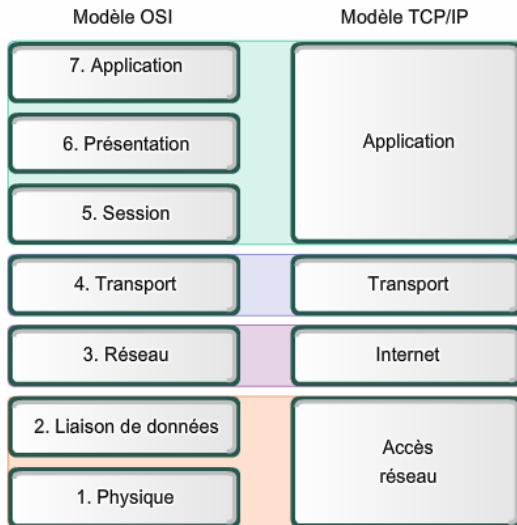 Modèle OSI
Modèle TCP/IP
7. Application
6. Présentation
Application
5. Session
4. Transport
Transport
3. Réseau
Internet
2. Liaison de données
Accès
réseau
1. Physique